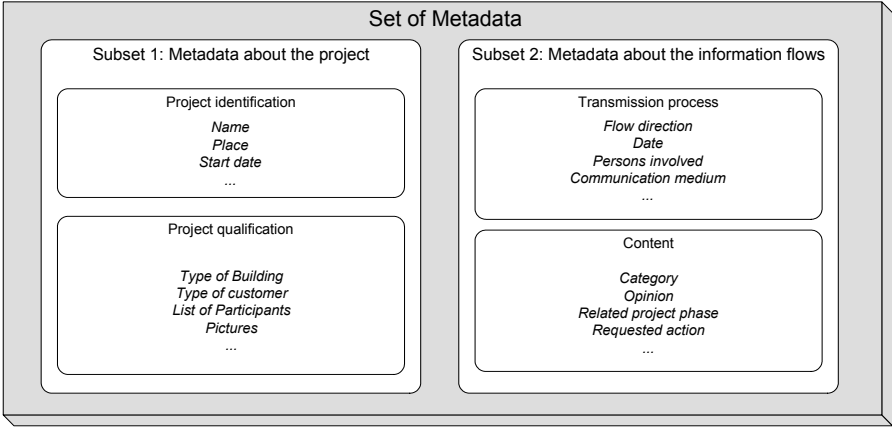 Set of Metadata
Subset 1: Metadata about the project
Project identification
Name
Place
Start date
...
Project qualification
Type of Building
Type of customer
List of Participants
Pictures
...
Subset 2: Metadata about the information flows
Transmission process
Flow direction
Date
Persons involved
Communication medium
...
Content
Category
Opinion
Related project phase
Requested action
...